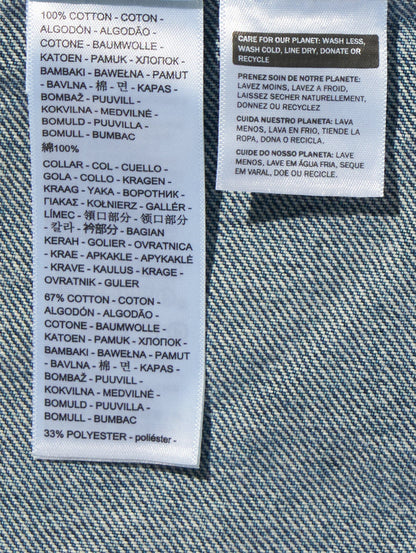 100% COTTON - COTON -
ALGODÓN - ALGODÃO -
COTONE - BAUMWOLLE -
KATOEN - PAMUK - ХЛОПОК -
BAMBAKI - BAWEŁNA - PAMUT
- BAVLNA - 棉 - 면 - KAPAS -
BOMBAŽ - PUUVILL -
KOKVILNA - MEDVILNĖ -
BOMULD - PUUVILLA -
BOMULL - BUMBAC
綿100%
COLLAR - COL - CUELLO -
GOLA - COLLO - KRAGEN -
KRAAG - YAKA - ВОРОТНИК -
ΓΙΑΚΑΣ - KOŁNIERZ - GALLÉR -
LÍMEC - 領口部分 - 领口部分
- 칼라 - 衿部分 - BAGIAN
KERAH - GOLIER - OVRATNICA
- KRAE - APKAKLE - APYKAKLĖ
- KRAVE - KAULUS - KRAGE -
OVRATNIK - GULER
67% COTTON - COTON -
ALGODÓN - ALGODÃO -
COTONE - BAUMWOLLE -
KATOEN - PAMUK - ХЛОПОК -
BAMBAKI - BAWEŁNA - PAMUT
- BAVLNA - 棉 - 면 - KAPAS -
BOMBAŽ - PUUVILL -
KOKVILNA - MEDVILNĖ -
BOMULD - PUUVILLA -
BOMULL - BUMBAC
33% POLYESTER - poliéster -
CARE FOR OUR PLANET: WASH LESS,
WASH COLD, LINE DRY, DONATE OR
RECYCLE
PRENEZ SOIN DE NOTRE PLANETE:
LAVEZ MOINS, LAVEZ A FROID,
LAISSEZ SECHER NATURELLEMENT,
DONNEZ OU RECYCLEZ
CUIDA NUESTRO PLANETA: LAVA
MENOS, LAVA EN FRIO, TIENDE LA
ROPA, DONA O RECICLA.
CUIDE DO NOSSO PLANETA: LAVE
MENOS, LAVE EM ÁGUA FRIA, SEQUE
EM VARAL, DOE OU RECICLE.